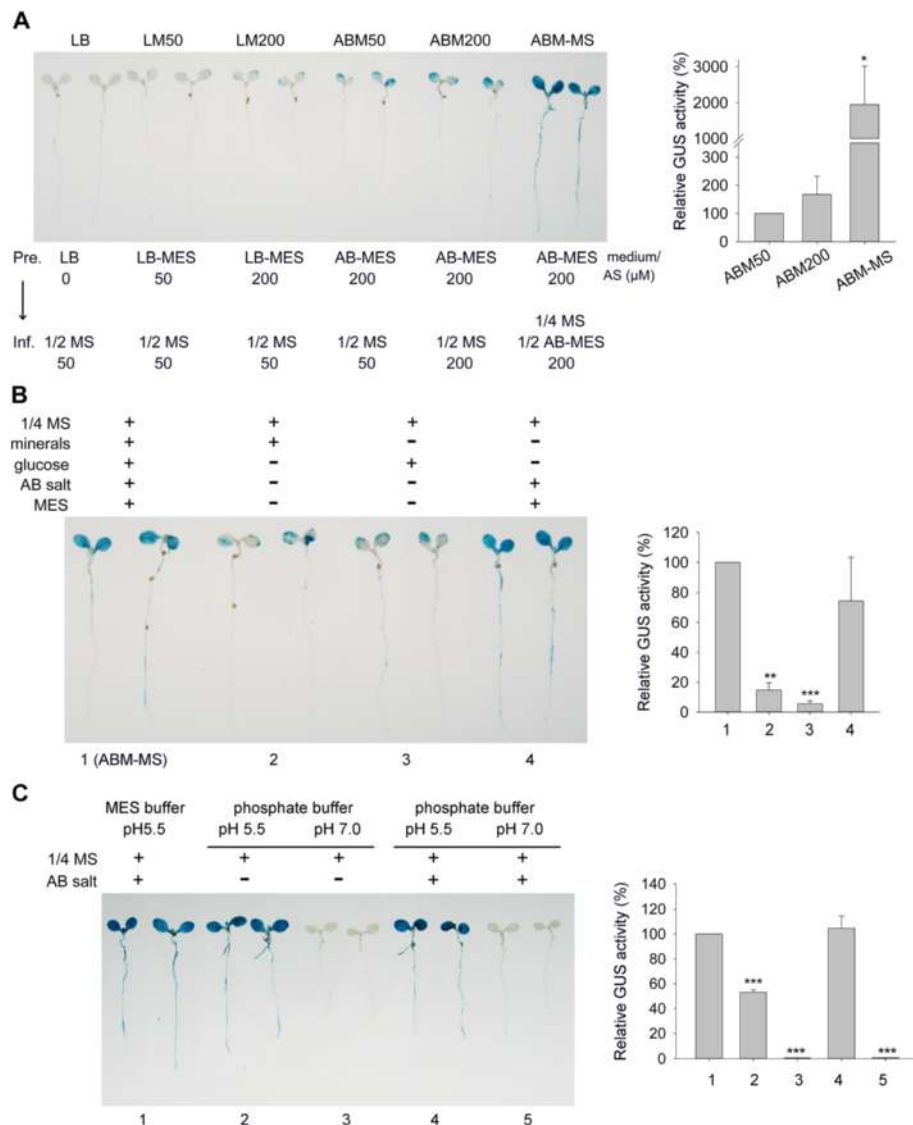 A
LB LM50 LM200 ABM50 ABM200 ABM-MS
Pre. LB LB-MES LB-MES AB-MES AB-MES AB-MES medium/
0 50 200 50 200 200 AS (µM)
1/4 MS
Inf. 1/2 MS 1/2 MS 1/2 MS 1/2 MS 1/2 MS 1/2 AB-MES
50 50 50 50 200 200
Relative GUS activity (%)
3000
2000
1000
300
200
100
0
*
ABM50 ABM200 ABM-MS
B
1/4 MS + + + +
minerals + + - -
glucose + - + -
AB salt + - - +
MES + - - +
1 (ABM-MS) 2 3 4
Relative GUS activity (%)
120
100
80
60
40
20
0
** ***
1 2 3 4
C
MES buffer phosphate buffer phosphate buffer
pH5.5 pH 5.5 pH 7.0 pH 5.5 pH 7.0
1/4 MS + + + + +
AB salt + - - + +
1 2 3 4 5
Relative GUS activity (%)
140
120
100
80
60
40
20
0
*** *** ***
1 2 3 4 5